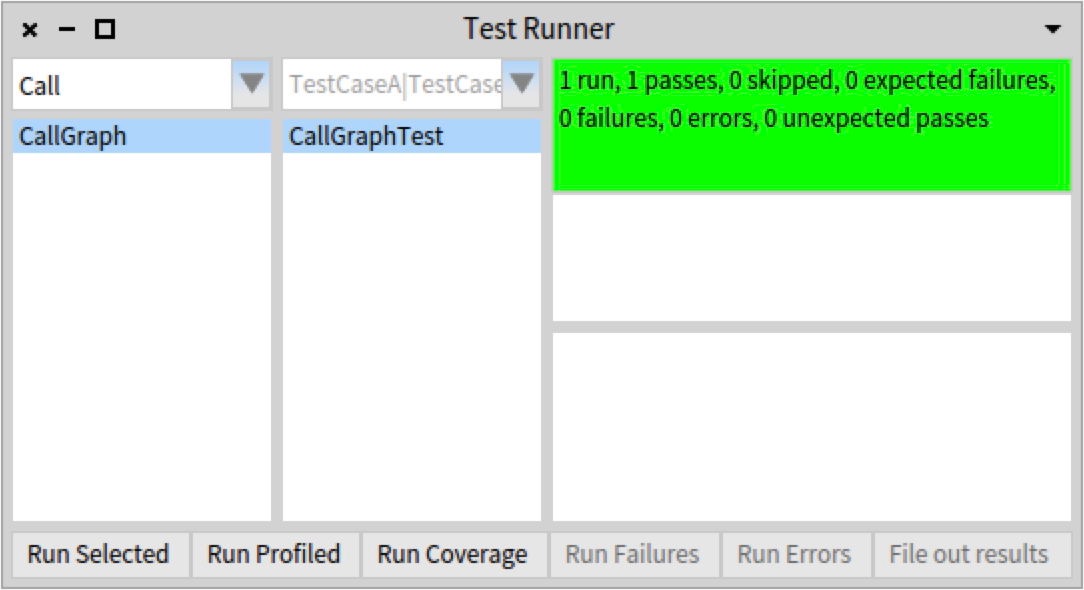 Test Runner
Call
TestCaseA|TestCase
1 run, 1 passes, 0 skipped, 0 expected failures,
0 failures, 0 errors, 0 unexpected passes
CallGraph
CallGraphTest
Run Selected
Run Profiled
Run Coverage
Run Failures
Run Errors
File out results